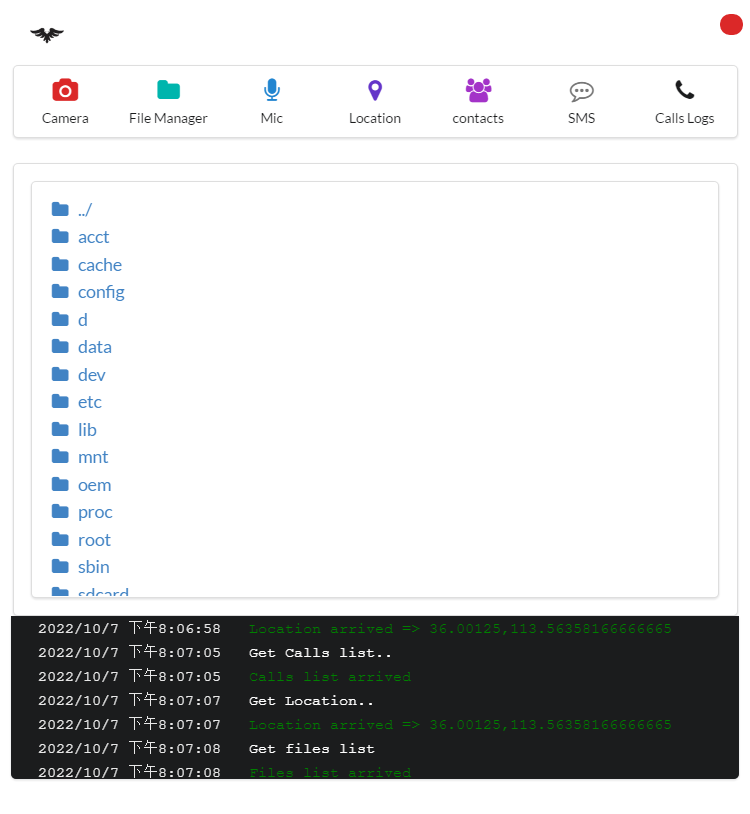 Camera File Manager Mic Location contacts SMS Calls Logs
../
acct
cache
config
d
data
dev
etc
lib
mnt
oem
proc
root
sbin
sdcard
2022/10/7 下午8:06:58 Location arrived => 36.00125,113.56358166666665
2022/10/7 下午8:07:05 Get Calls list..
2022/10/7 下午8:07:05 Calls list arrived
2022/10/7 下午8:07:07 Get Location..
2022/10/7 下午8:07:07 Location arrived => 36.00125,113.56358166666665
2022/10/7 下午8:07:08 Get files list
2022/10/7 下午8:07:08 Files list arrived